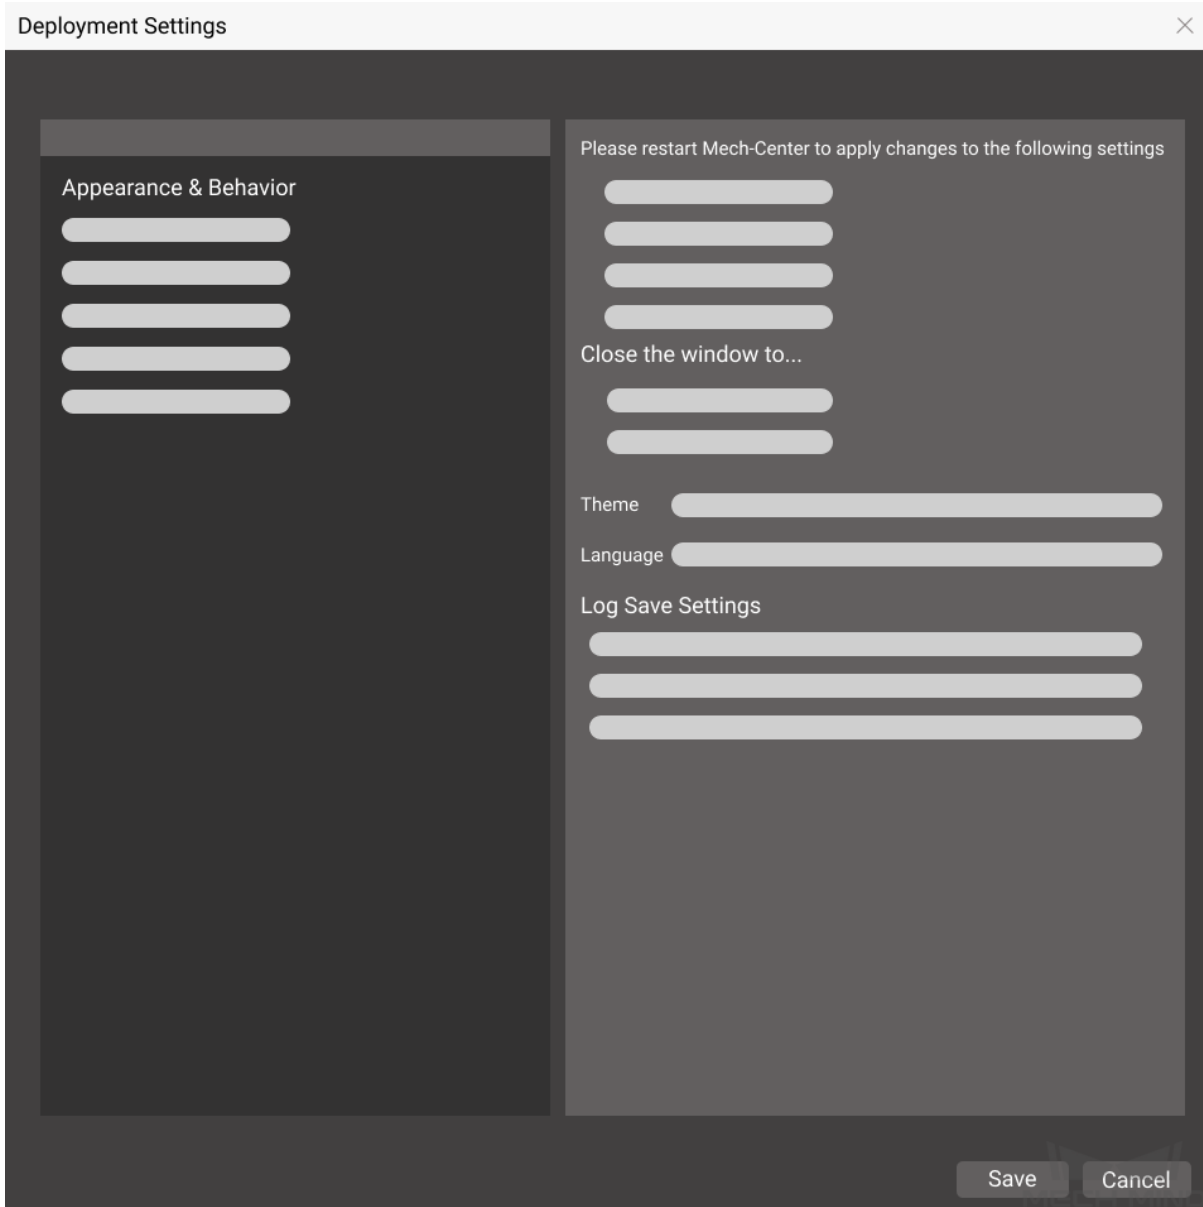 Deployment Settings
Appearance & Behavior
Please restart Mech-Center to apply changes to the following settings
Close the window to...
Theme
Language
Log Save Settings
Save
Cancel